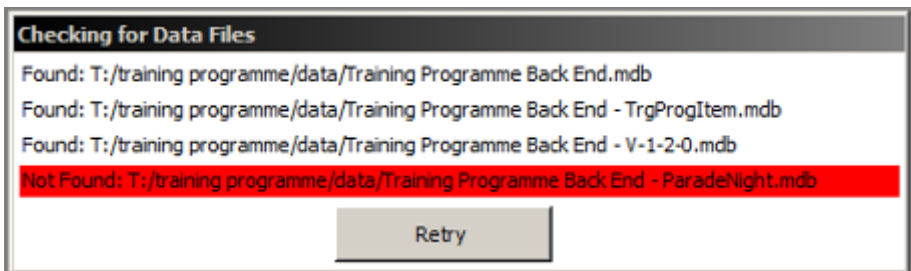 Checking for Data Files
Found: T:/training programme/data/Training Programme Back End.mdb
Found: T:/training programme/data/Training Programme Back End - TrgProgItem.mdb
Found: T:/training programme/data/Training Programme Back End - V-1-2-0.mdb
Not Found: T:/training programme/data/Training Programme Back End - ParadeNight.mdb
Retry